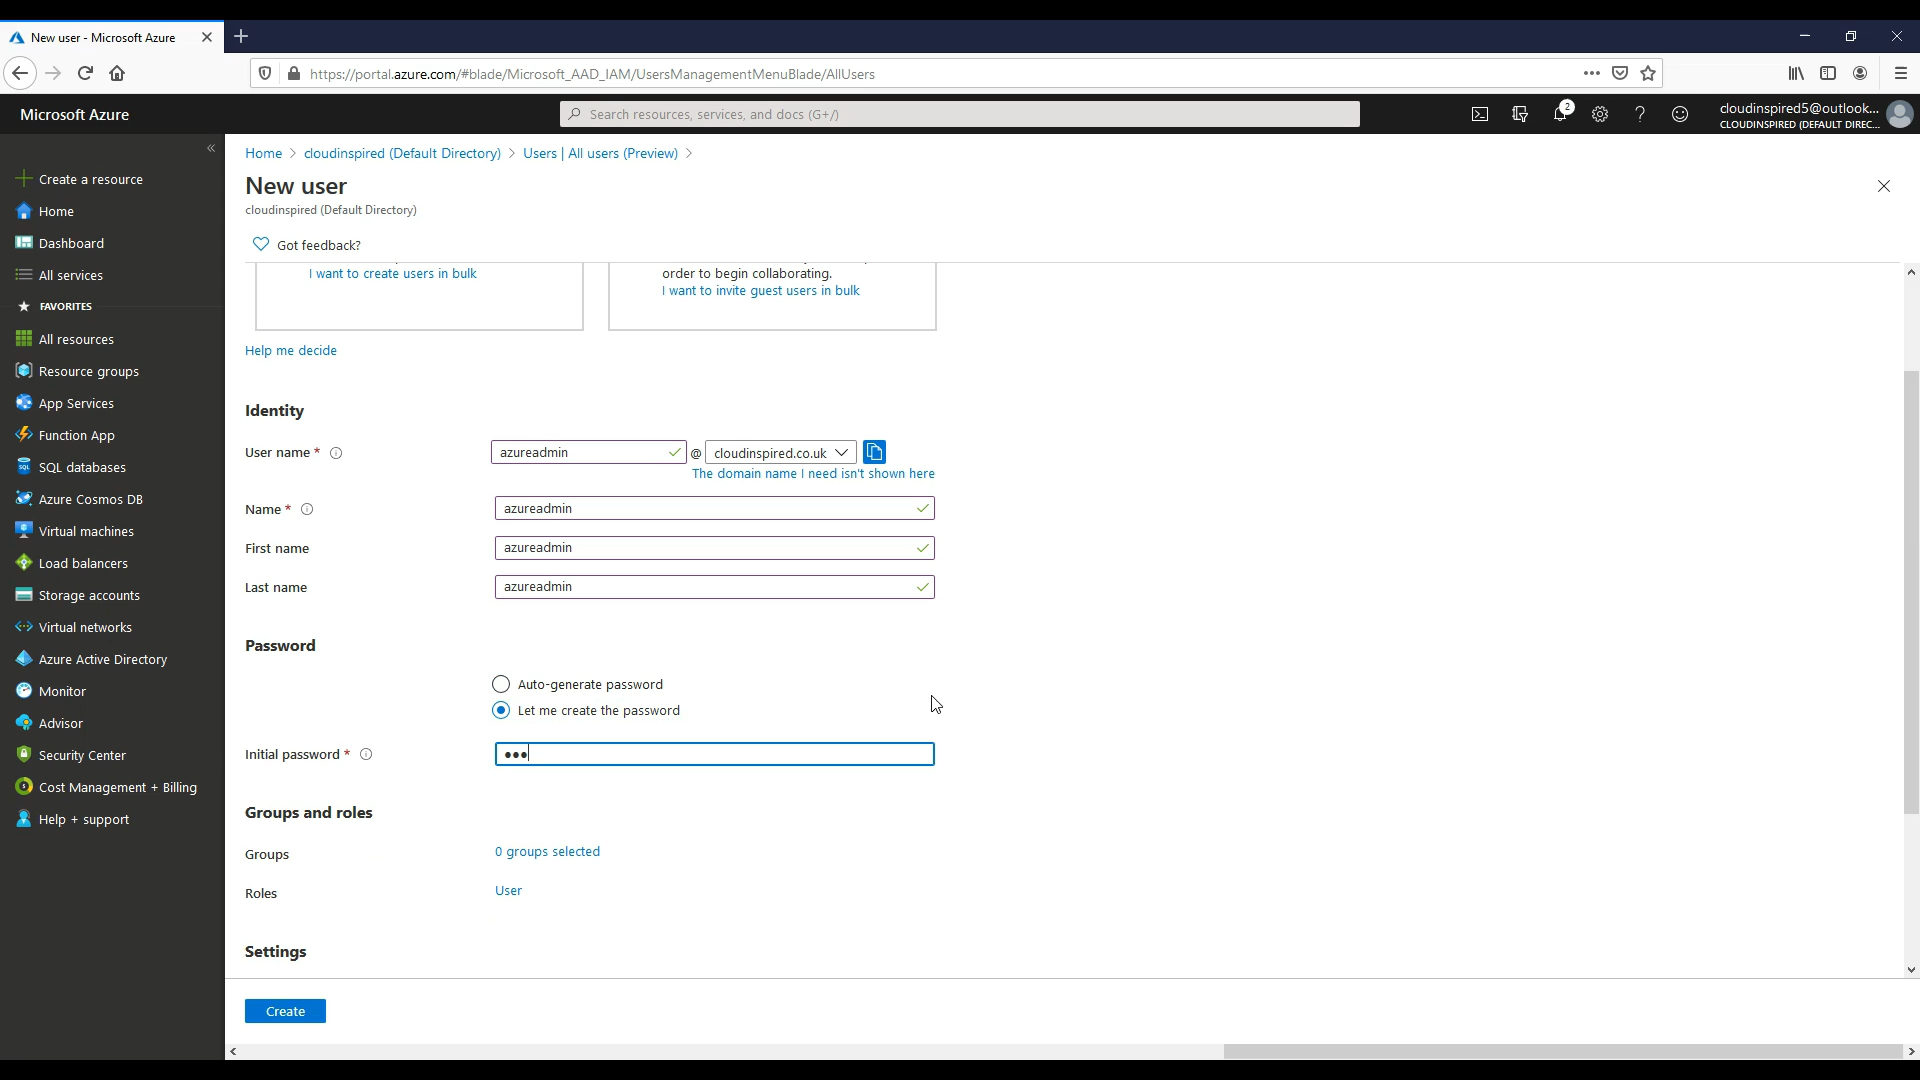 New user - Microsoft Azure
https://portal.azure.com/#blade/Microsoft_AAD_IAM/UsersManagementMenuBlade/AllUsers
Microsoft Azure
Search resources, services, and docs (G+/)
2
cloudinspired5@outlook...
CLOUDINSPIRED (DEFAULT DIREC...
Create a resource
Home
Dashboard
All services
FAVORITES
All resources
Resource groups
App Services
Function App
SQL databases
Azure Cosmos DB
Virtual machines
Load balancers
Storage accounts
Virtual networks
Azure Active Directory
Monitor
Advisor
Security Center
Cost Management + Billing
Help + support
Home > cloudinspired (Default Directory) > Users | All users (Preview) >
New user
cloudinspired (Default Directory)
Got feedback?
I want to create users in bulk
order to begin collaborating.
I want to invite guest users in bulk
Help me decide
Identity
User name * azureadmin @ cloudinspired.co.uk
The domain name I need isn't shown here
Name * azureadmin
First name azureadmin
Last name azureadmin
Password
Auto-generate password
Let me create the password
Initial password * •••
Groups and roles
Groups 0 groups selected
Roles User
Settings
Create